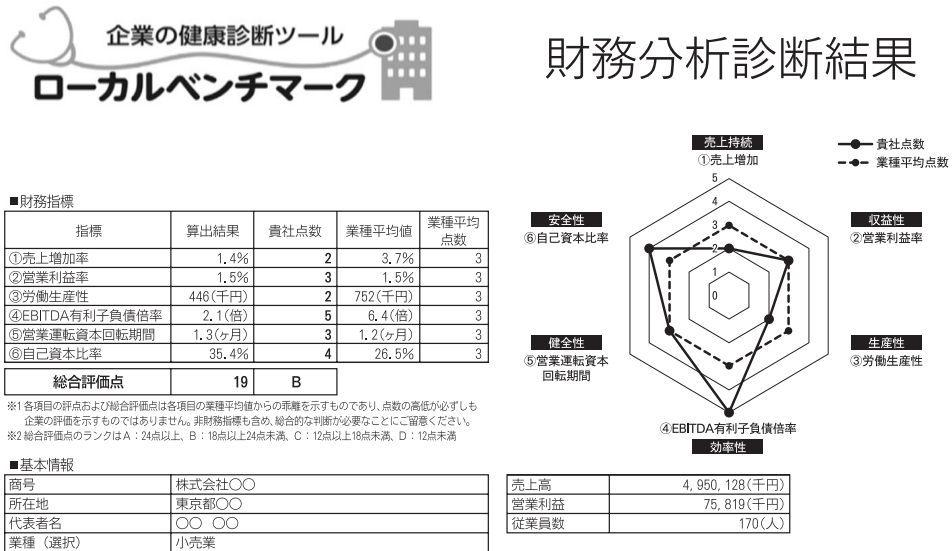 企業の健康診断ツール
ローカルベンチマーク
財務分析診断結果
■財務指標
指標 算出結果 貴社点数 業種平均値 業種平均点数
①売上増加率 1.4% 2 3.7% 3
②営業利益率 1.5% 3 1.5% 3
③労働生産性 446(千円) 2 752(千円) 3
④EBITDA有利子負債倍率 2.1(倍) 5 6.4(倍) 3
⑤営業運転資本回転期間 1.3(ヶ月) 3 1.2(ヶ月) 3
⑥自己資本比率 35.4% 4 26.5% 3
総合評価点 19 B
※1 各項目の評点および総合評価点は各項目の業種平均値からの乖離を示すものであり、点数の高低が必ずしも
企業の評価を示すものではありません。非財務指標も含め、総合的な判断が必要なことにご留意ください。
※2 総合評価点のランクはA：24点以上、B：18点以上24点未満、C：12点以上18点未満、D：12点未満
貴社点数
業種平均点数
売上持続
①売上増加
5
4
3
2
1
0
収益性
②営業利益率
生産性
③労働生産性
④EBITDA有利子負債倍率
効率性
健全性
⑤営業運転資本
回転期間
安全性
⑥自己資本比率
■基本情報
商号 株式会社〇〇
所在地 東京都〇〇
代表者名 〇〇 〇〇
業種（選択） 小売業
売上高 4,950,128(千円)
営業利益 75,819(千円)
従業員数 170(人)